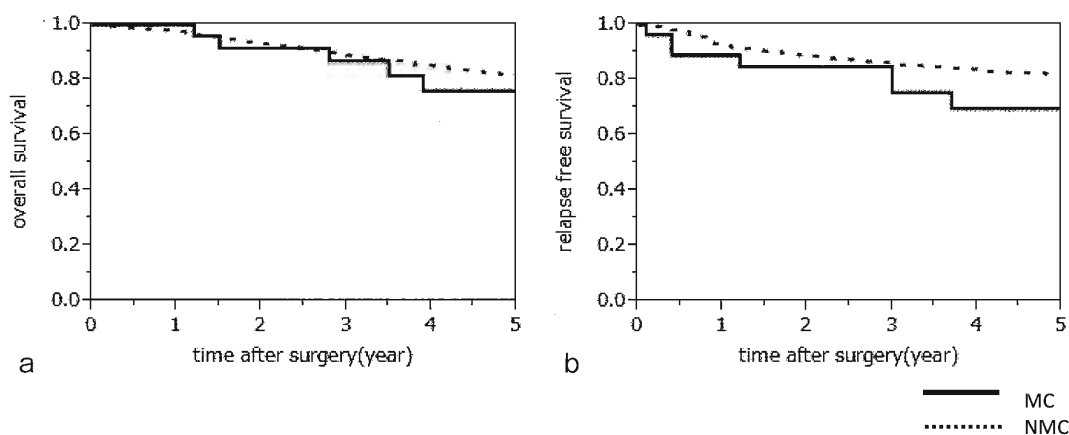 1.0
0.8
0.6
0.4
0.2
0.0
overall survival
0 1 2 3 4 5
time after surgery(year)
a
1.0
0.8
0.6
0.4
0.2
0.0
relapse free survival
0 1 2 3 4 5
time after surgery(year)
b
MC
NMC